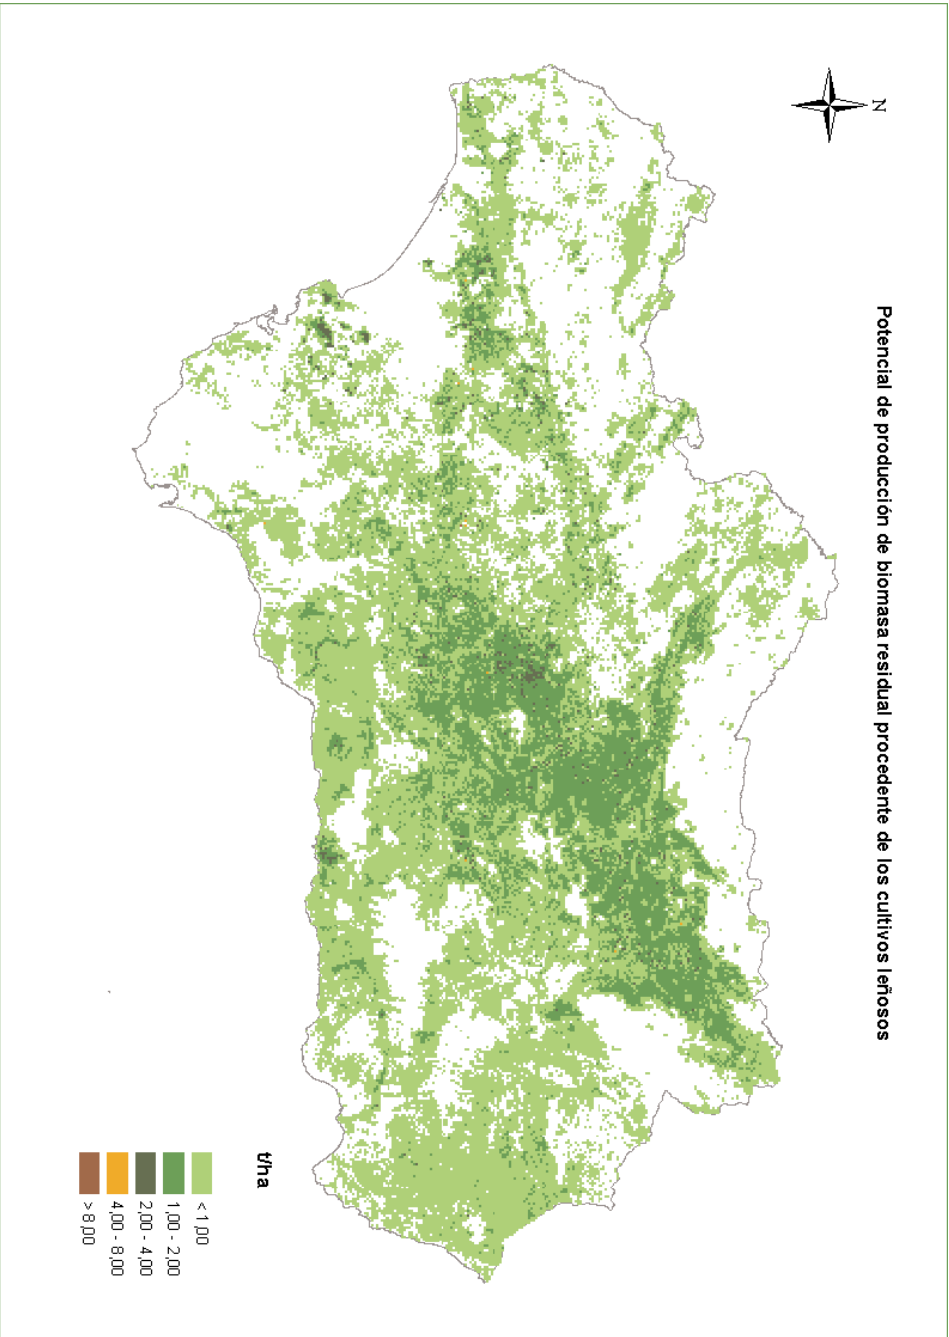 Potencial de producción de biomasa residual procedente de los cultivos leñosos
N
t/ha
< 1,00
1,00 - 2,00
2,00 - 4,00
4,00 - 8,00
> 8,00